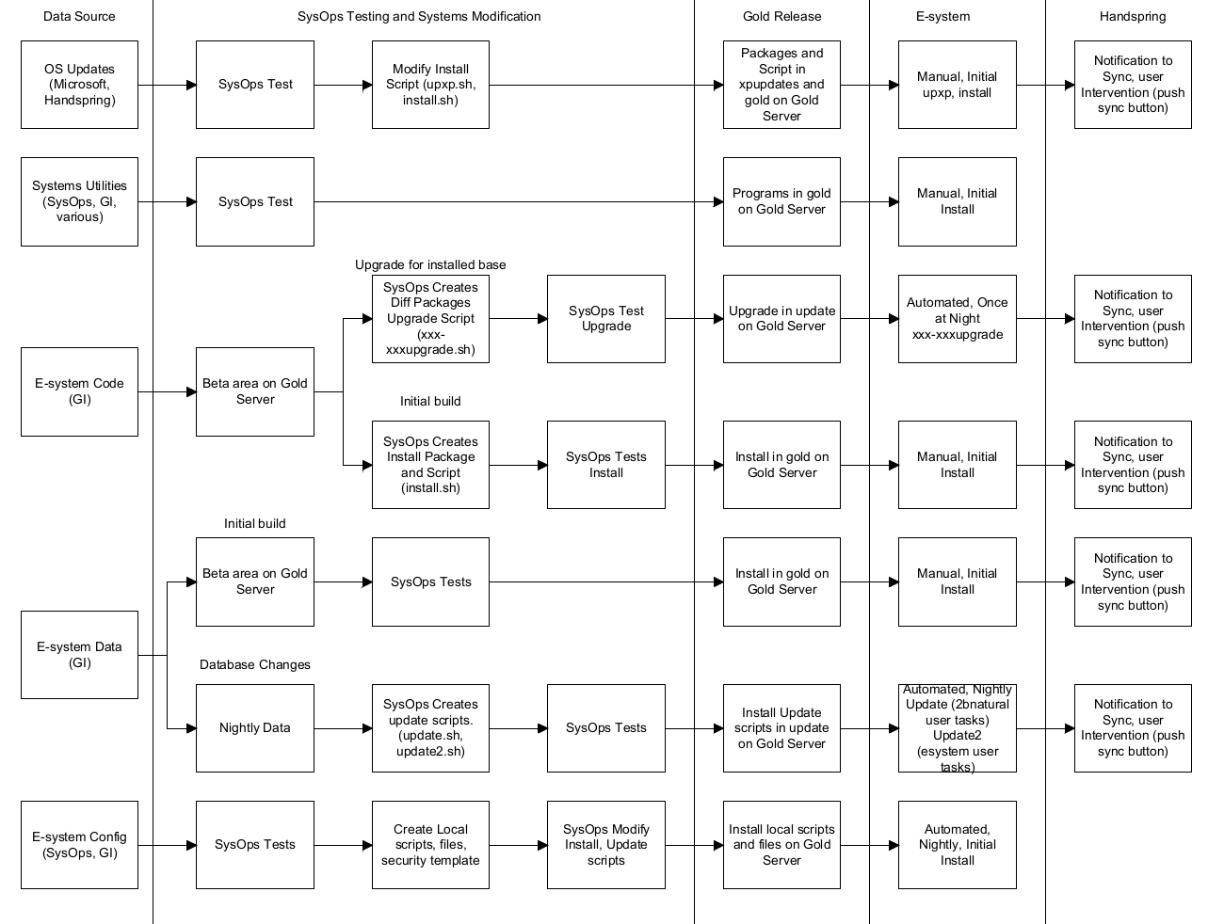 Data Source
SysOps Testing and Systems Modification
Gold Release
E-system
Handspring
OS Updates
(Microsoft,
Handspring)
SysOps Test
Modify Install
Script (upxp.sh,
install.sh)
Packages and
Script in
xpupdates and
gold on Gold
Server
Manual, Initial
upxp, install
Notification to
Sync, user
Intervention (push
sync button)
Systems Utilities
(SysOps, GI,
various)
SysOps Test
Programs in gold
on Gold Server
Manual, Initial
Install
E-system Code
(GI)
Beta area on Gold
Server
Upgrade for installed base
SysOps Creates
Diff Packages
Upgrade Script
(xxx-
xxxupgrade.sh)
SysOps Test
Upgrade
Upgrade in update
on Gold Server
Automated, Once
at Night
xxx-xxxupgrade
Notification to
Sync, user
Intervention (push
sync button)
Initial build
SysOps Creates
Install Package
and Script
(install.sh)
SysOps Tests
Install
Install in gold on
Gold Server
Manual, Initial
Install
Notification to
Sync, user
Intervention (push
sync button)
E-system Data
(GI)
Initial build
Beta area on Gold
Server
SysOps Tests
Install in gold on
Gold Server
Manual, Initial
Install
Notification to
Sync, user
Intervention (push
sync button)
Database Changes
Nightly Data
SysOps Creates
update scripts.
(update.sh,
update2.sh)
SysOps Tests
Install Update
scripts in update
on Gold Server
Automated, Nightly
Update (2bnatural
user tasks)
Update2
(esystem user
tasks)
Notification to
Sync, user
Intervention (push
sync button)
E-system Config
(SysOps, GI)
SysOps Tests
Create Local
scripts, files,
security template
SysOps Modify
Install, Update
scripts
Install local scripts
and files on Gold
Server
Automated,
Nightly, Initial
Install